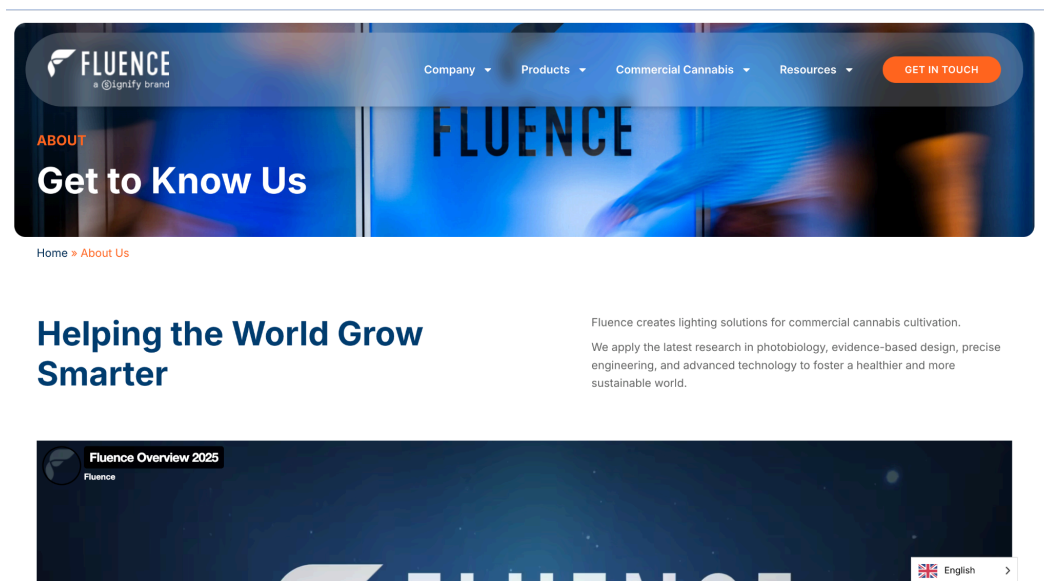 FLUENCE
a Signify brand
Company
Products
Commercial Cannabis
Resources
GET IN TOUCH
FLUENCE
ABOUT
Get to Know Us
Home » About Us
Helping the World Grow
Smarter
Fluence creates lighting solutions for commercial cannabis cultivation.
We apply the latest research in photobiology, evidence-based design, precise
engineering, and advanced technology to foster a healthier and more
sustainable world.
Fluence Overview 2025
Fluence
FLUENCE
English